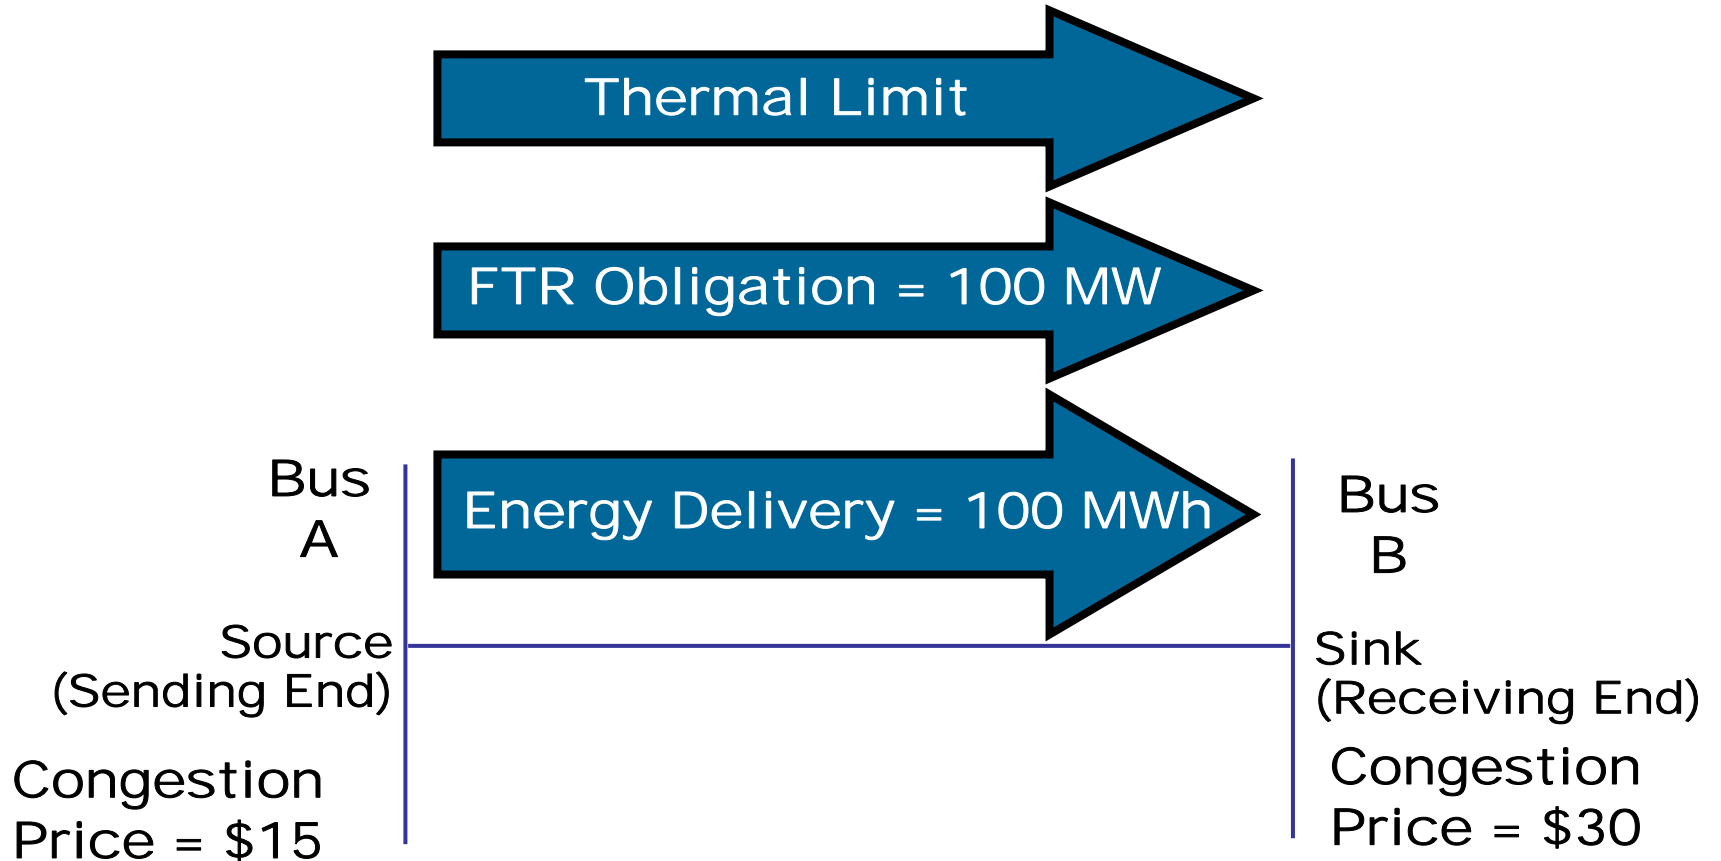 Thermal Limit
FTR Obligation = 100 MW
Energy Delivery = 100 MWh
Bus
A
Source
(Sending End)
Congestion
Price = $15
Bus
B
Sink
(Receiving End)
Congestion
Price = $30